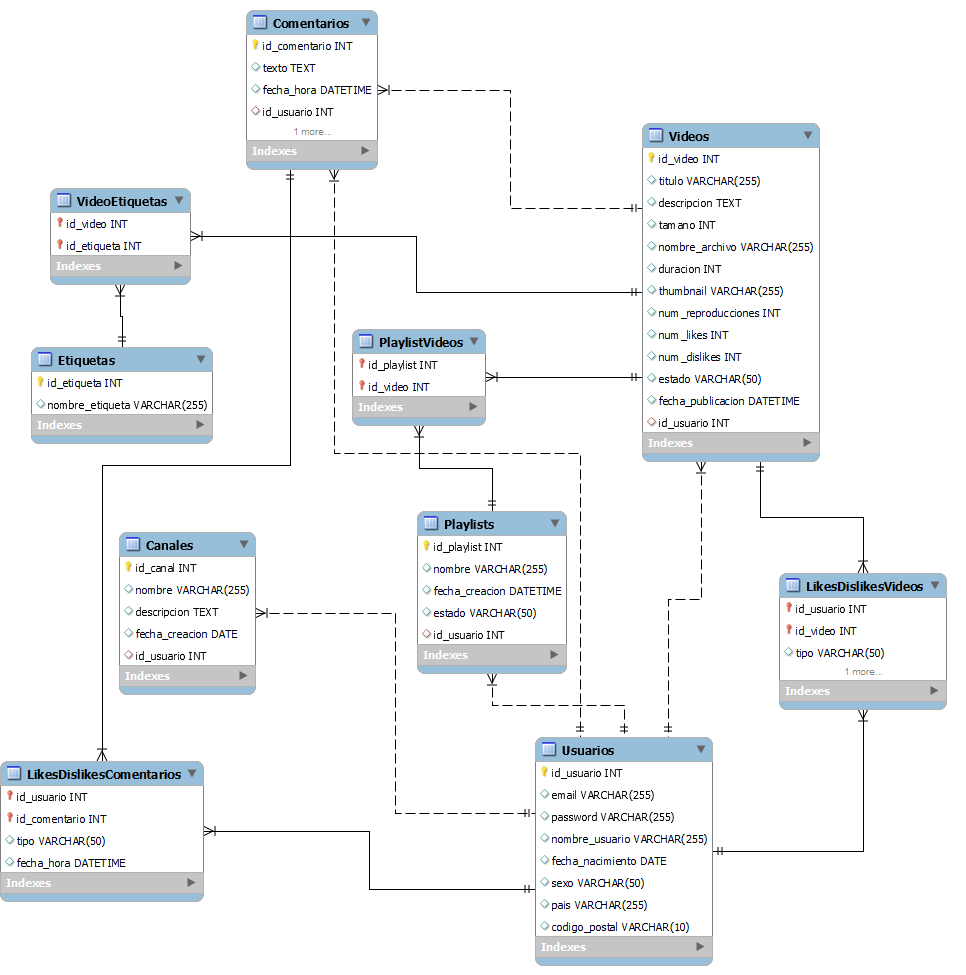 Comentarios
id_comentario INT
texto TEXT
fecha_hora DATETIME
id_usuario INT
1 more...
Indexes
Videos
id_video INT
titulo VARCHAR(255)
descripcion TEXT
tamano INT
nombre_archivo VARCHAR(255)
duracion INT
thumbnail VARCHAR(255)
num_reproducciones INT
num_likes INT
num_dislikes INT
estado VARCHAR(50)
fecha_publicacion DATETIME
id_usuario INT
Indexes
VideoEtiquetas
id_video INT
id_etiqueta INT
Indexes
Etiquetas
id_etiqueta INT
nombre_etiqueta VARCHAR(255)
Indexes
PlaylistVideos
id_playlist INT
id_video INT
Indexes
Canales
id_canal INT
nombre VARCHAR(255)
descripcion TEXT
fecha_creacion DATE
id_usuario INT
Indexes
Playlists
id_playlist INT
nombre VARCHAR(255)
fecha_creacion DATETIME
estado VARCHAR(50)
id_usuario INT
Indexes
LikesDislikesVideos
id_usuario INT
id_video INT
tipo VARCHAR(50)
1 more...
Indexes
LikesDislikesComentarios
id_usuario INT
id_comentario INT
tipo VARCHAR(50)
fecha_hora DATETIME
Indexes
Usuarios
id_usuario INT
email VARCHAR(255)
password VARCHAR(255)
nombre_usuario VARCHAR(255)
fecha_nacimiento DATE
sexo VARCHAR(50)
pais VARCHAR(255)
codigo_postal VARCHAR(10)
Indexes